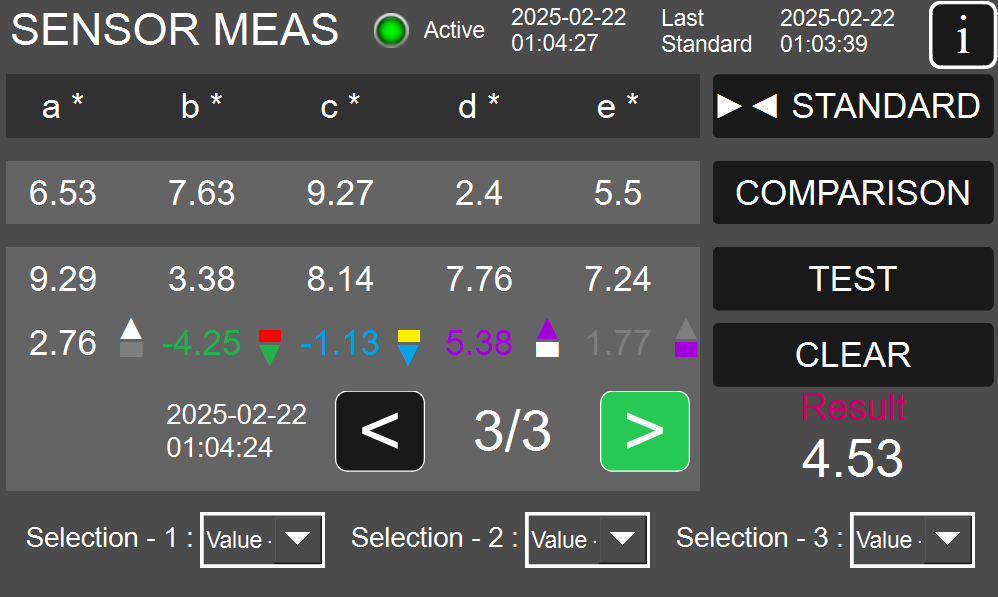 SENSOR MEAS Active 2025-02-22 01:04:27 Last Standard 2025-02-22 01:03:39 i
a * b * c * d * e * STANDARD
6.53 7.63 9.27 2.4 5.5 COMPARISON
9.29 3.38 8.14 7.76 7.24 TEST
2.76 -4.25 -1.13 5.38 1.77 CLEAR
2025-02-22 01:04:24 < 3/3 > Result
4.53
Selection - 1 : Value Selection - 2 : Value Selection - 3 : Value